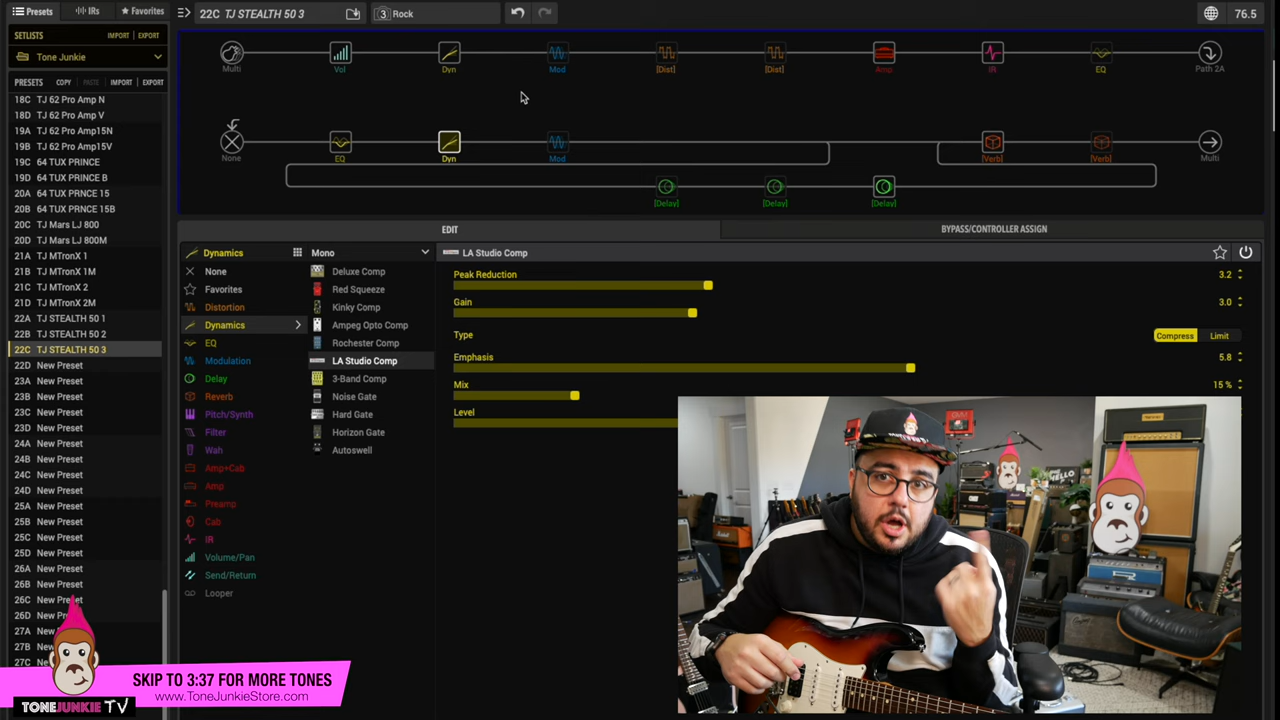 Presets
IRs
Favorites
22C TJ STEALTH 50 3
3 Rock
76.5
SETLISTS
IMPORT
EXPORT
Tone Junkie
PRESETS
COPY
PASTE
IMPORT
EXPORT
18C TJ 62 Pro Amp N
18D TJ 62 Pro Amp V
19A TJ 62 Pro Amp15N
19B TJ 62 Pro Amp15V
19C 64 TUX PRINCE
19D 64 TUX PRINCE B
20A 64 TUX PRINCE 15
20B 64 TUX PRINCE 15B
20C TJ Mars LJ 800
20D TJ Mars LJ 800M
21A TJ MTronX 1
21B TJ MTronX 1M
21C TJ MTronX 2
21D TJ MTronX 2M
22A TJ STEALTH 50 1
22B TJ STEALTH 50 2
22C TJ STEALTH 50 3
22D New Preset
23A New Preset
23B New Preset
23C New Preset
23D New Preset
24A New Preset
24B New Preset
24C New Preset
24D New Preset
25A New Preset
25B New Preset
25C New Preset
25D New Preset
26A New Preset
26B New Preset
26C New Preset
26D New Pr
27A New
27B New
27C New
Multi
Vol
Dyn
Mod
[Dist]
[Dist]
Amp
IR
EQ
Path 2A
None
EQ
Dyn
Mod
[Verb]
[Verb]
Multi
[Delay]
[Delay]
[Delay]
EDIT
BYPASS/CONTROLLER ASSIGN
Dynamics
None
Favorites
Distortion
Dynamics
EQ
Modulation
Delay
Reverb
Pitch/Synth
Filter
Wah
Amp+Cab
Amp
Preamp
Cab
IR
Volume/Pan
Send/Return
Looper
Mono
Deluxe Comp
Red Squeeze
Kinky Comp
Ampeg Opto Comp
Rochester Comp
LA Studio Comp
3-Band Comp
Noise Gate
Hard Gate
Horizon Gate
Autoswell
LA Studio Comp
Peak Reduction
3.2
Gain
3.0
Type
Compress
Limit
Emphasis
5.8
Mix
15 %
Level
SKIP TO 3:37 FOR MORE TONES
www.ToneJunkieStore.com
TONEJUNKIE TV